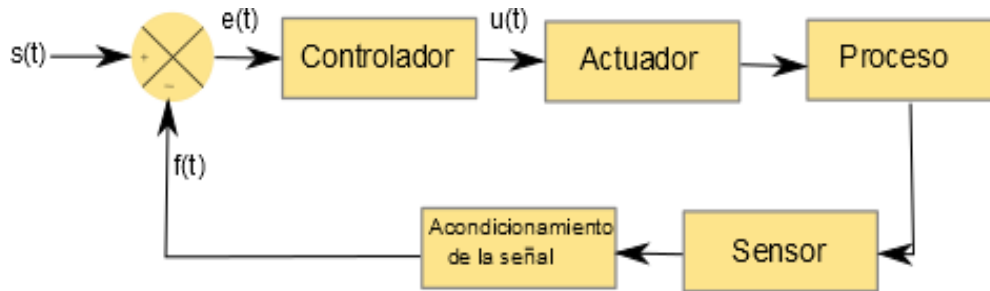 s(t)
+
−
e(t)
Controlador
u(t)
Actuador
Proceso
f(t)
Acondicionamiento
de la señal
Sensor